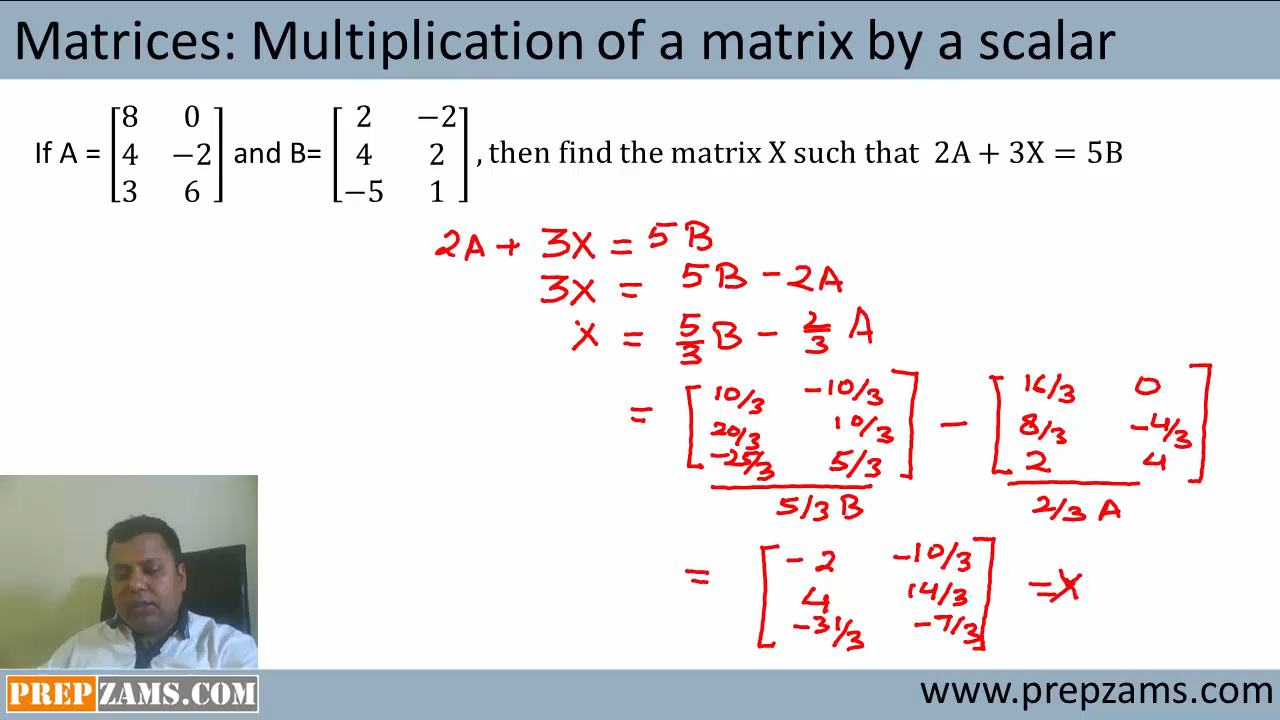 Matrices: Multiplication of a matrix by a scalar
8 0 2 −2
If A = 4 −2 and B= 4 2 , then find the matrix X such that 2A + 3X = 5B
3 6 −5 1
2A + 3X = 5B
3X = 5B - 2A
X = 5/3 B - 2/3 A
10/3 -10/3 16/3 0
= 20/3 10/3 - 8/3 -4/3
-25/3 5/3 2 4
5/3 B 2/3 A
-2 -10/3
= 4 14/3 = X
-31/3 -7/3
PREPZAMS.COM www.prepzams.com